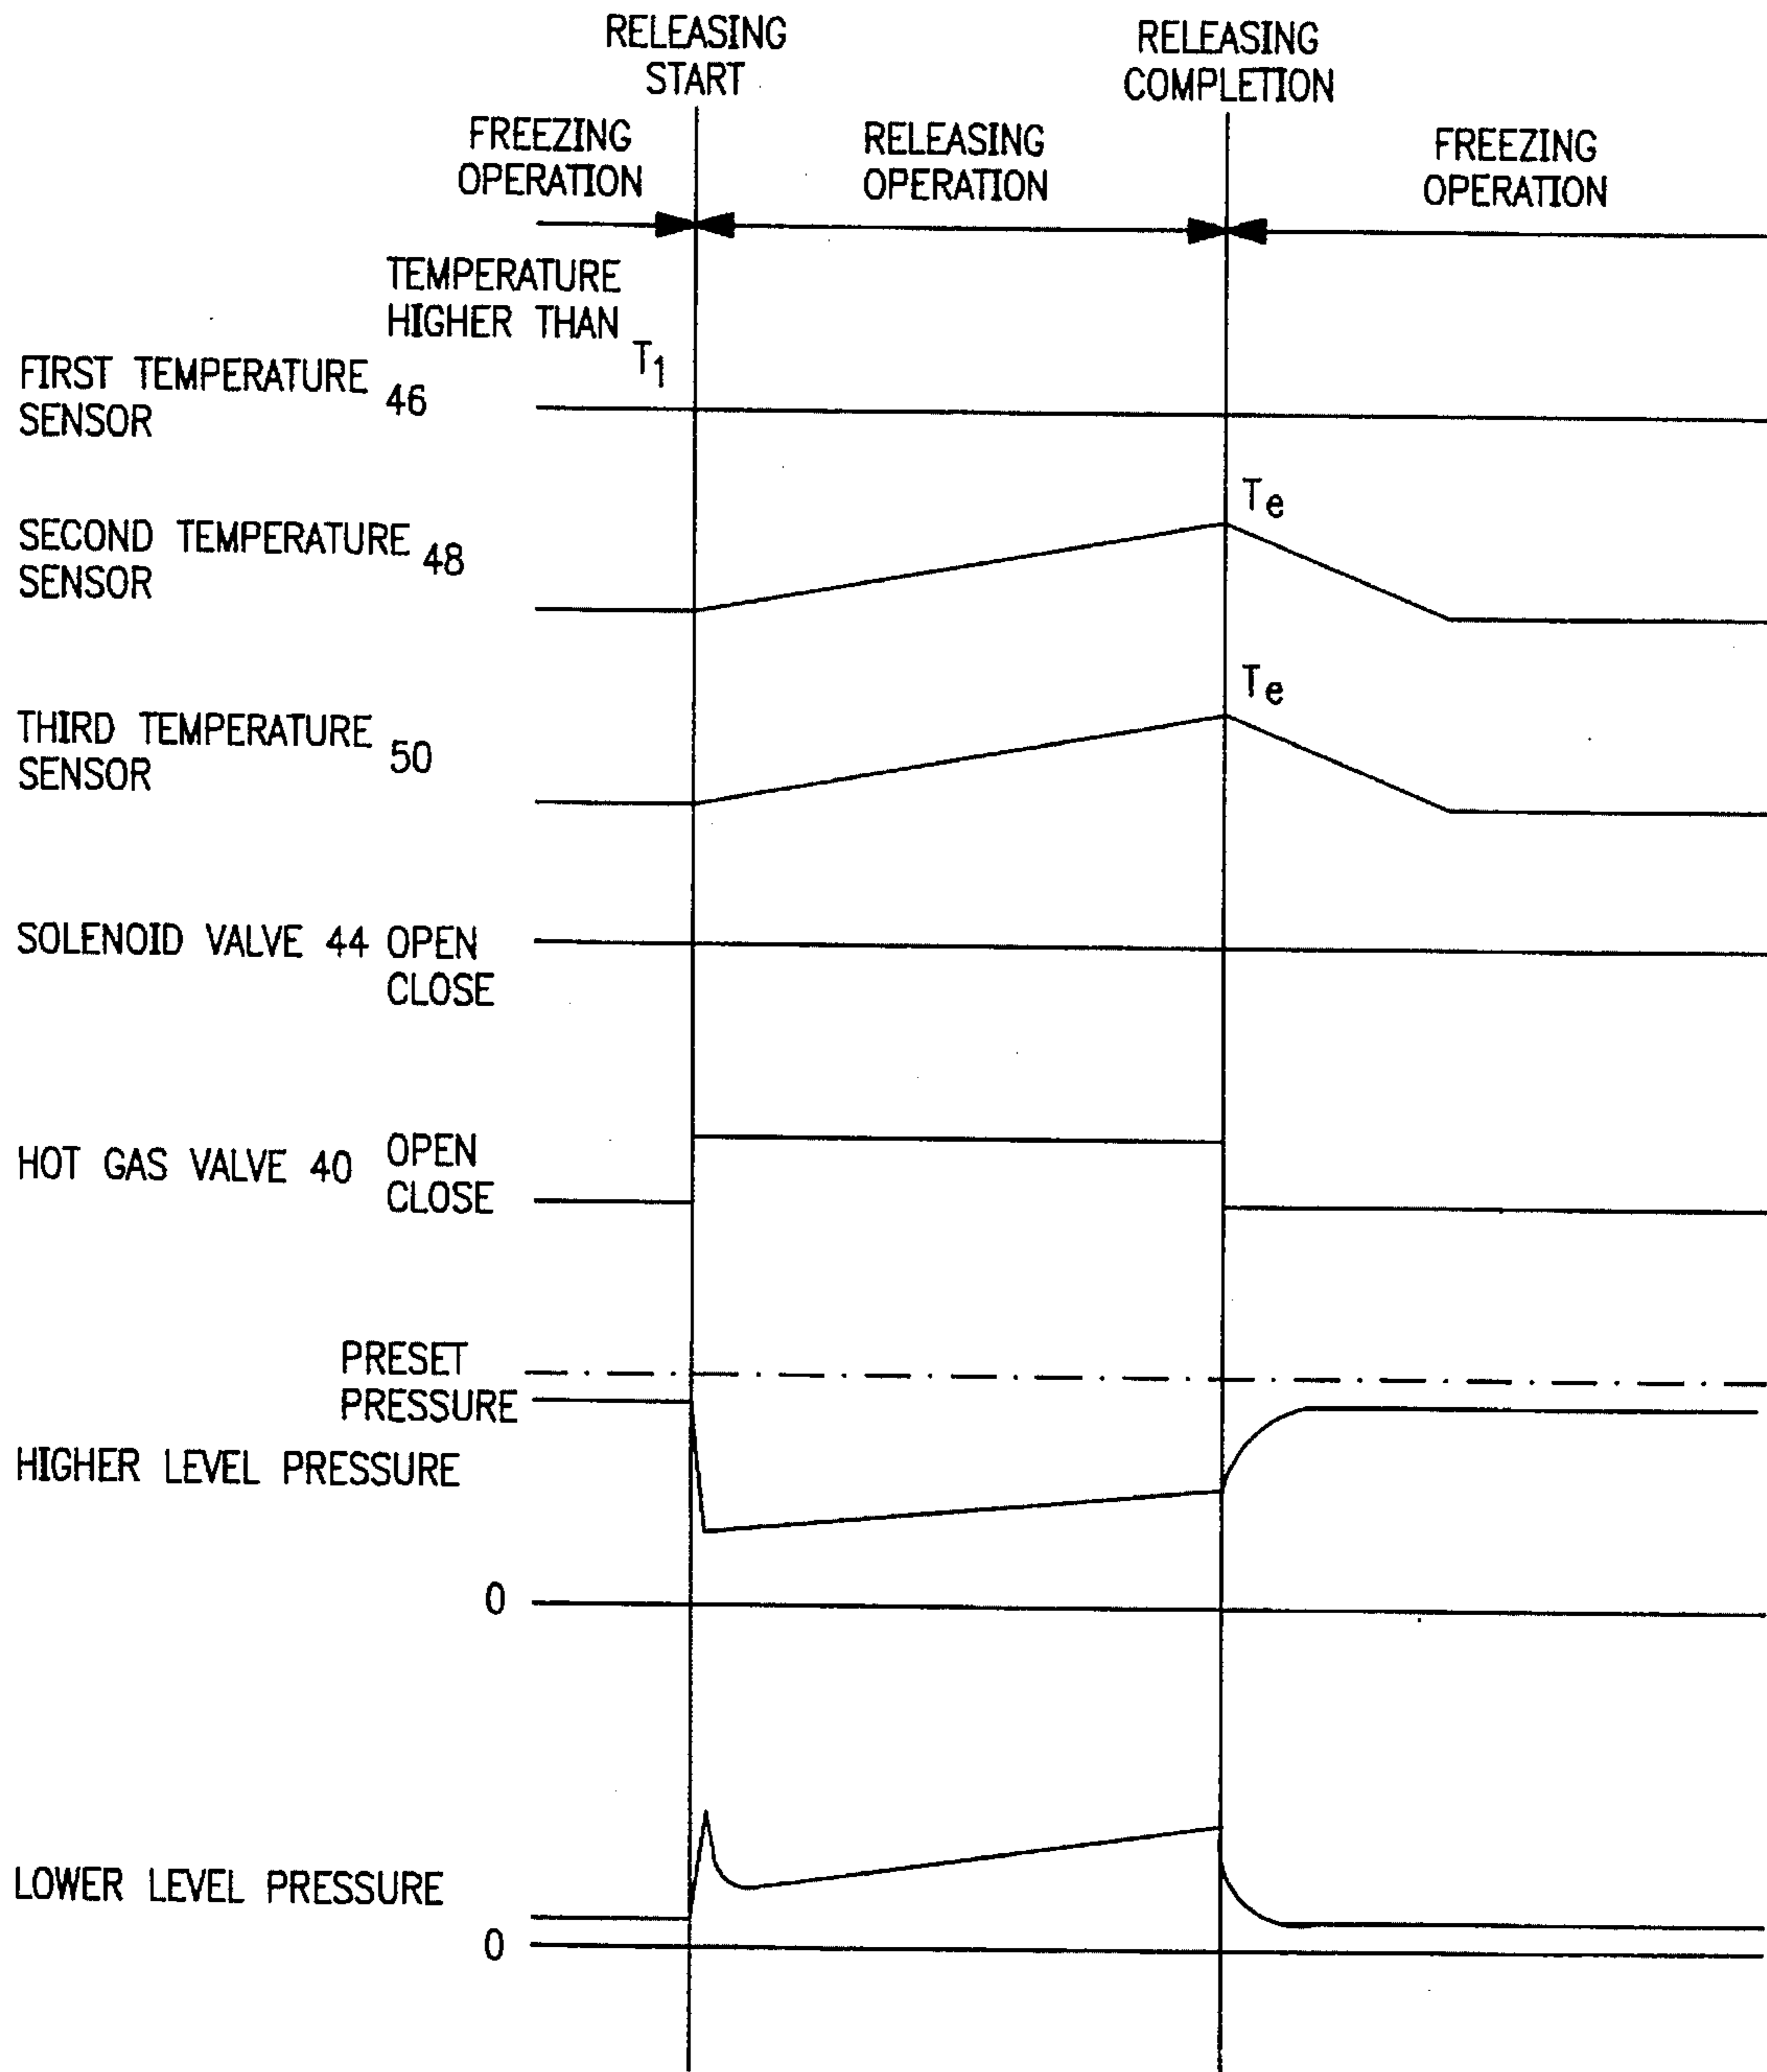 RELEASING
START
RELEASING
COMPLETION
FREEZING
OPERATION
RELEASING
OPERATION
FREEZING
OPERATION
TEMPERATURE
HIGHER THAN
T1
FIRST TEMPERATURE
SENSOR
46
Te
SECOND TEMPERATURE
SENSOR
48
Te
THIRD TEMPERATURE
SENSOR
50
SOLENOID VALVE 44 OPEN
CLOSE
HOT GAS VALVE 40 OPEN
CLOSE
PRESET
PRESSURE
HIGHER LEVEL PRESSURE
0
LOWER LEVEL PRESSURE
0